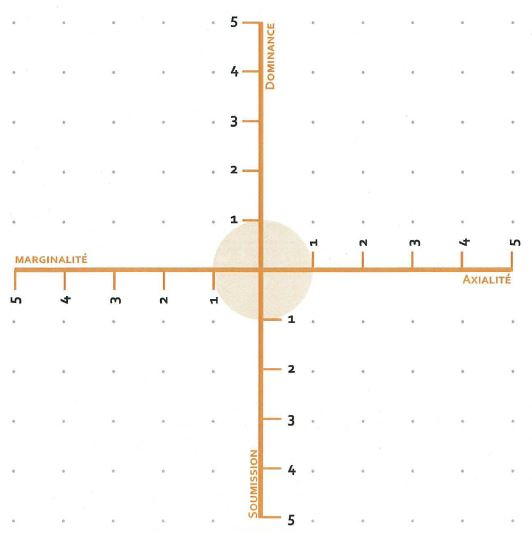 5
DOMINANCE
4
3
2
1
MARGINALITÉ
1 2 3 4 5
AXIALITÉ
5 4 3 2 1
1
2
3
4
SOUMISSION
5